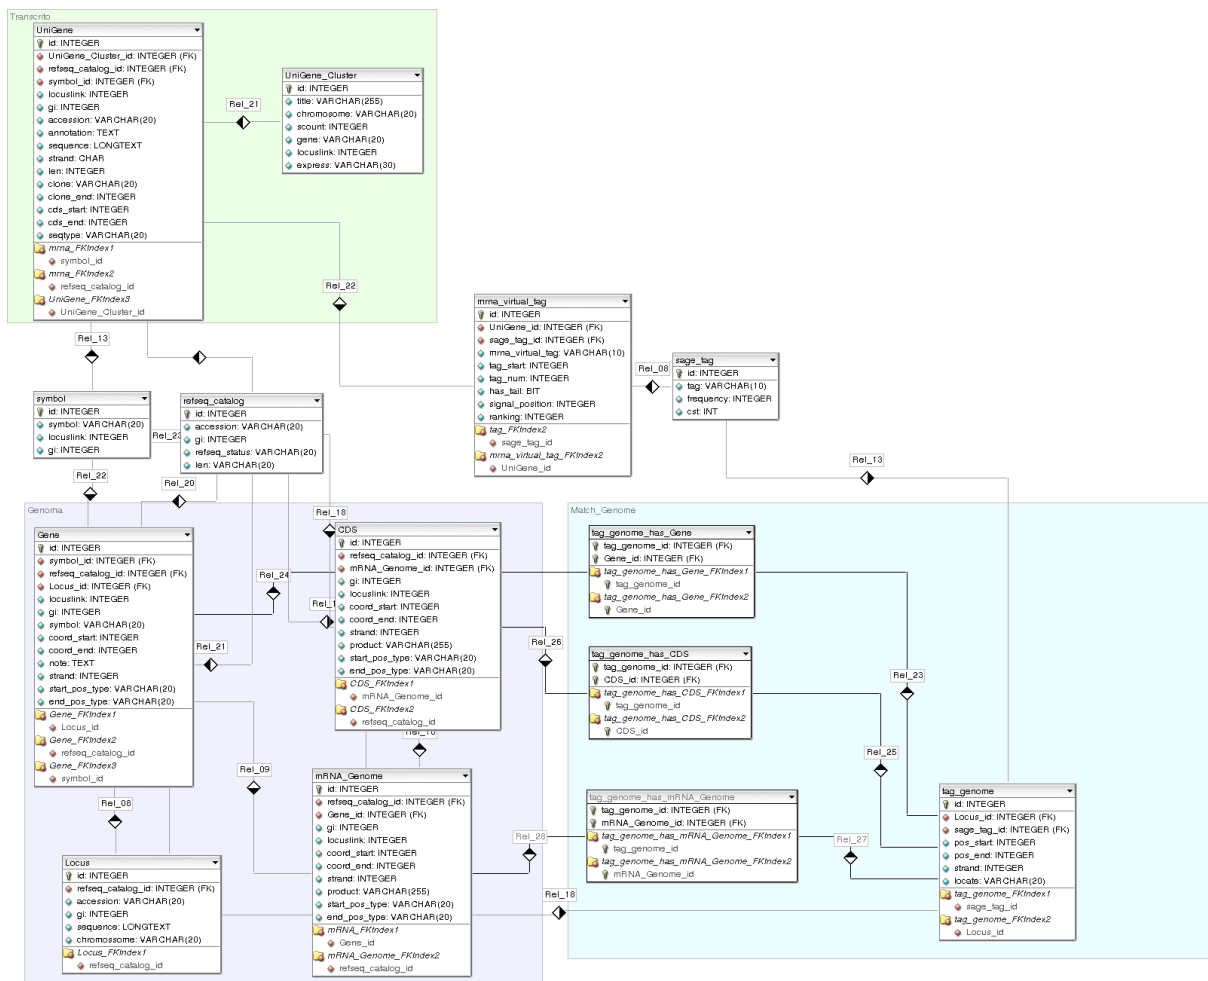 Transcrito
UniGene
id: INTEGER
UniGene_Cluster_id: INTEGER (FK)
refseq_catalog_id: INTEGER (FK)
symbol_id: INTEGER (FK)
locuslink: INTEGER
gi: INTEGER
accession: VARCHAR(20)
annotation: TEXT
sequence: LONGTEXT
strand: CHAR
len: INTEGER
clone: VARCHAR(20)
clone_end: INTEGER
cds_start: INTEGER
cds_end: INTEGER
seqtype: VARCHAR(20)
mrna_FKIndex1
symbol_id
mrna_FKIndex2
refseq_catalog_id
UniGene_FKIndex3
UniGene_Cluster_id
Rel_21
UniGene_Cluster
id: INTEGER
title: VARCHAR(255)
chromosome: VARCHAR(20)
scount: INTEGER
gene: VARCHAR(20)
locuslink: INTEGER
express: VARCHAR(30)
Rel_22
Rel_13
mrna_virtual_tag
id: INTEGER
UniGene_id: INTEGER (FK)
sage_tag_id: INTEGER (FK)
mrna_virtual_tag: VARCHAR(10)
tag_start: INTEGER
tag_num: INTEGER
has_tail: BIT
signal_position: INTEGER
ranking: INTEGER
tag_FKIndex2
sage_tag_id
mrna_virtual_tag_FKIndex2
UniGene_id
Rel_08
sage_tag
id: INTEGER
tag: VARCHAR(10)
frequency: INTEGER
cst: INT
symbol
id: INTEGER
symbol: VARCHAR(20)
locuslink: INTEGER
gi: INTEGER
Rel_23
refseq_catalog
id: INTEGER
accession: VARCHAR(20)
gi: INTEGER
refseq_status: VARCHAR(20)
len: VARCHAR(20)
Rel_22
Rel_20
Rel_18
Rel_13
Genoma
Gene
id: INTEGER
symbol_id: INTEGER (FK)
refseq_catalog_id: INTEGER (FK)
Locus_id: INTEGER (FK)
locuslink: INTEGER
gi: INTEGER
symbol: VARCHAR(20)
coord_start: INTEGER
coord_end: INTEGER
note: TEXT
strand: INTEGER
start_pos_type: VARCHAR(20)
end_pos_type: VARCHAR(20)
Gene_FKIndex1
Locus_id
Gene_FKIndex2
refseq_catalog_id
Gene_FKIndex3
symbol_id
Rel_24
Rel_21
Rel_09
Rel_08
CDS
id: INTEGER
refseq_catalog_id: INTEGER (FK)
mRNA_Genome_id: INTEGER (FK)
gi: INTEGER
locuslink: INTEGER
coord_start: INTEGER
coord_end: INTEGER
strand: INTEGER
product: VARCHAR(255)
start_pos_type: VARCHAR(20)
end_pos_type: VARCHAR(20)
CDS_FKIndex1
mRNA_Genome_id
CDS_FKIndex2
refseq_catalog_id
Rel_26
mRNA_Genome
id: INTEGER
refseq_catalog_id: INTEGER (FK)
Gene_id: INTEGER (FK)
gi: INTEGER
locuslink: INTEGER
coord_start: INTEGER
coord_end: INTEGER
strand: INTEGER
product: VARCHAR(255)
start_pos_type: VARCHAR(20)
end_pos_type: VARCHAR(20)
mRNA_FKIndex1
Gene_id
mRNA_Genome_FKIndex2
refseq_catalog_id
Locus
id: INTEGER
refseq_catalog_id: INTEGER (FK)
accession: VARCHAR(20)
gi: INTEGER
sequence: LONGTEXT
chromossome: VARCHAR(20)
Locus_FKIndex1
refseq_catalog_id
Match_Genome
tag_genome_has_Gene
tag_genome_id: INTEGER (FK)
Gene_id: INTEGER (FK)
tag_genome_has_Gene_FKIndex1
tag_genome_id
tag_genome_has_Gene_FKIndex2
Gene_id
tag_genome_has_CDS
tag_genome_id: INTEGER (FK)
CDS_id: INTEGER (FK)
tag_genome_has_CDS_FKIndex1
tag_genome_id
tag_genome_has_CDS_FKIndex2
CDS_id
Rel_23
Rel_25
tag_genome_has_mRNA_Genome
tag_genome_id: INTEGER (FK)
mRNA_Genome_id: INTEGER (FK)
tag_genome_has_mRNA_Genome_FKIndex1
tag_genome_id
tag_genome_has_mRNA_Genome_FKIndex2
mRNA_Genome_id
Rel_28
Rel_27
Rel_18
tag_genome
id: INTEGER
Locus_id: INTEGER (FK)
sage_tag_id: INTEGER (FK)
pos_start: INTEGER
pos_end: INTEGER
strand: INTEGER
locate: VARCHAR(20)
tag_genome_FKIndex1
sage_tag_id
tag_genome_FKIndex2
Locus_id